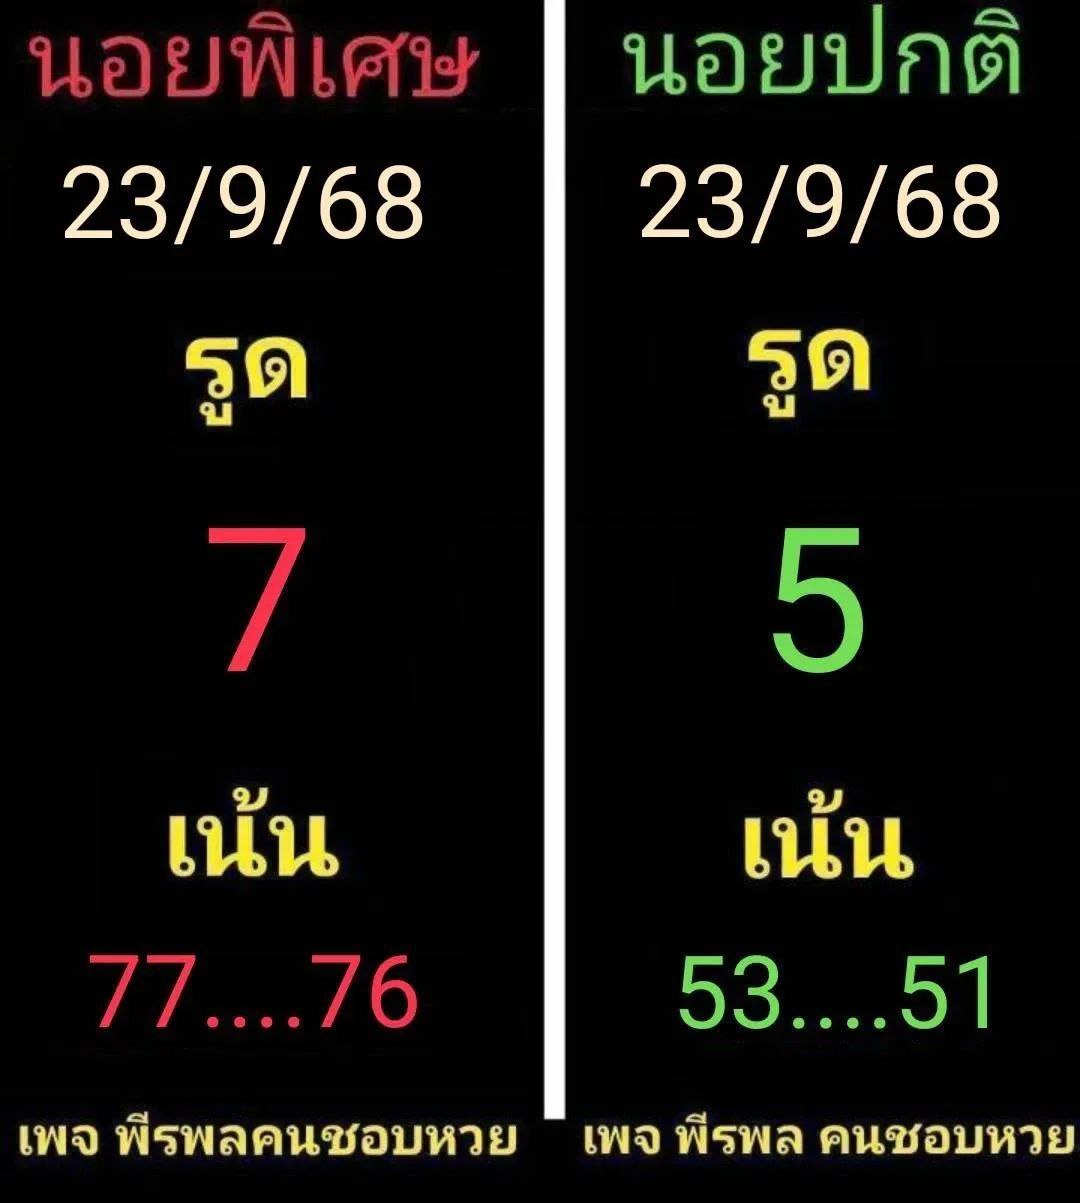 นอยพิเศษ
23/9/68
รูด
7
เน้น
77....76
เพจ พีรพลคนชอบหวย
นอยปกติ
23/9/68
รูด
5
เน้น
53....51
เพจ พีรพล คนชอบหวย